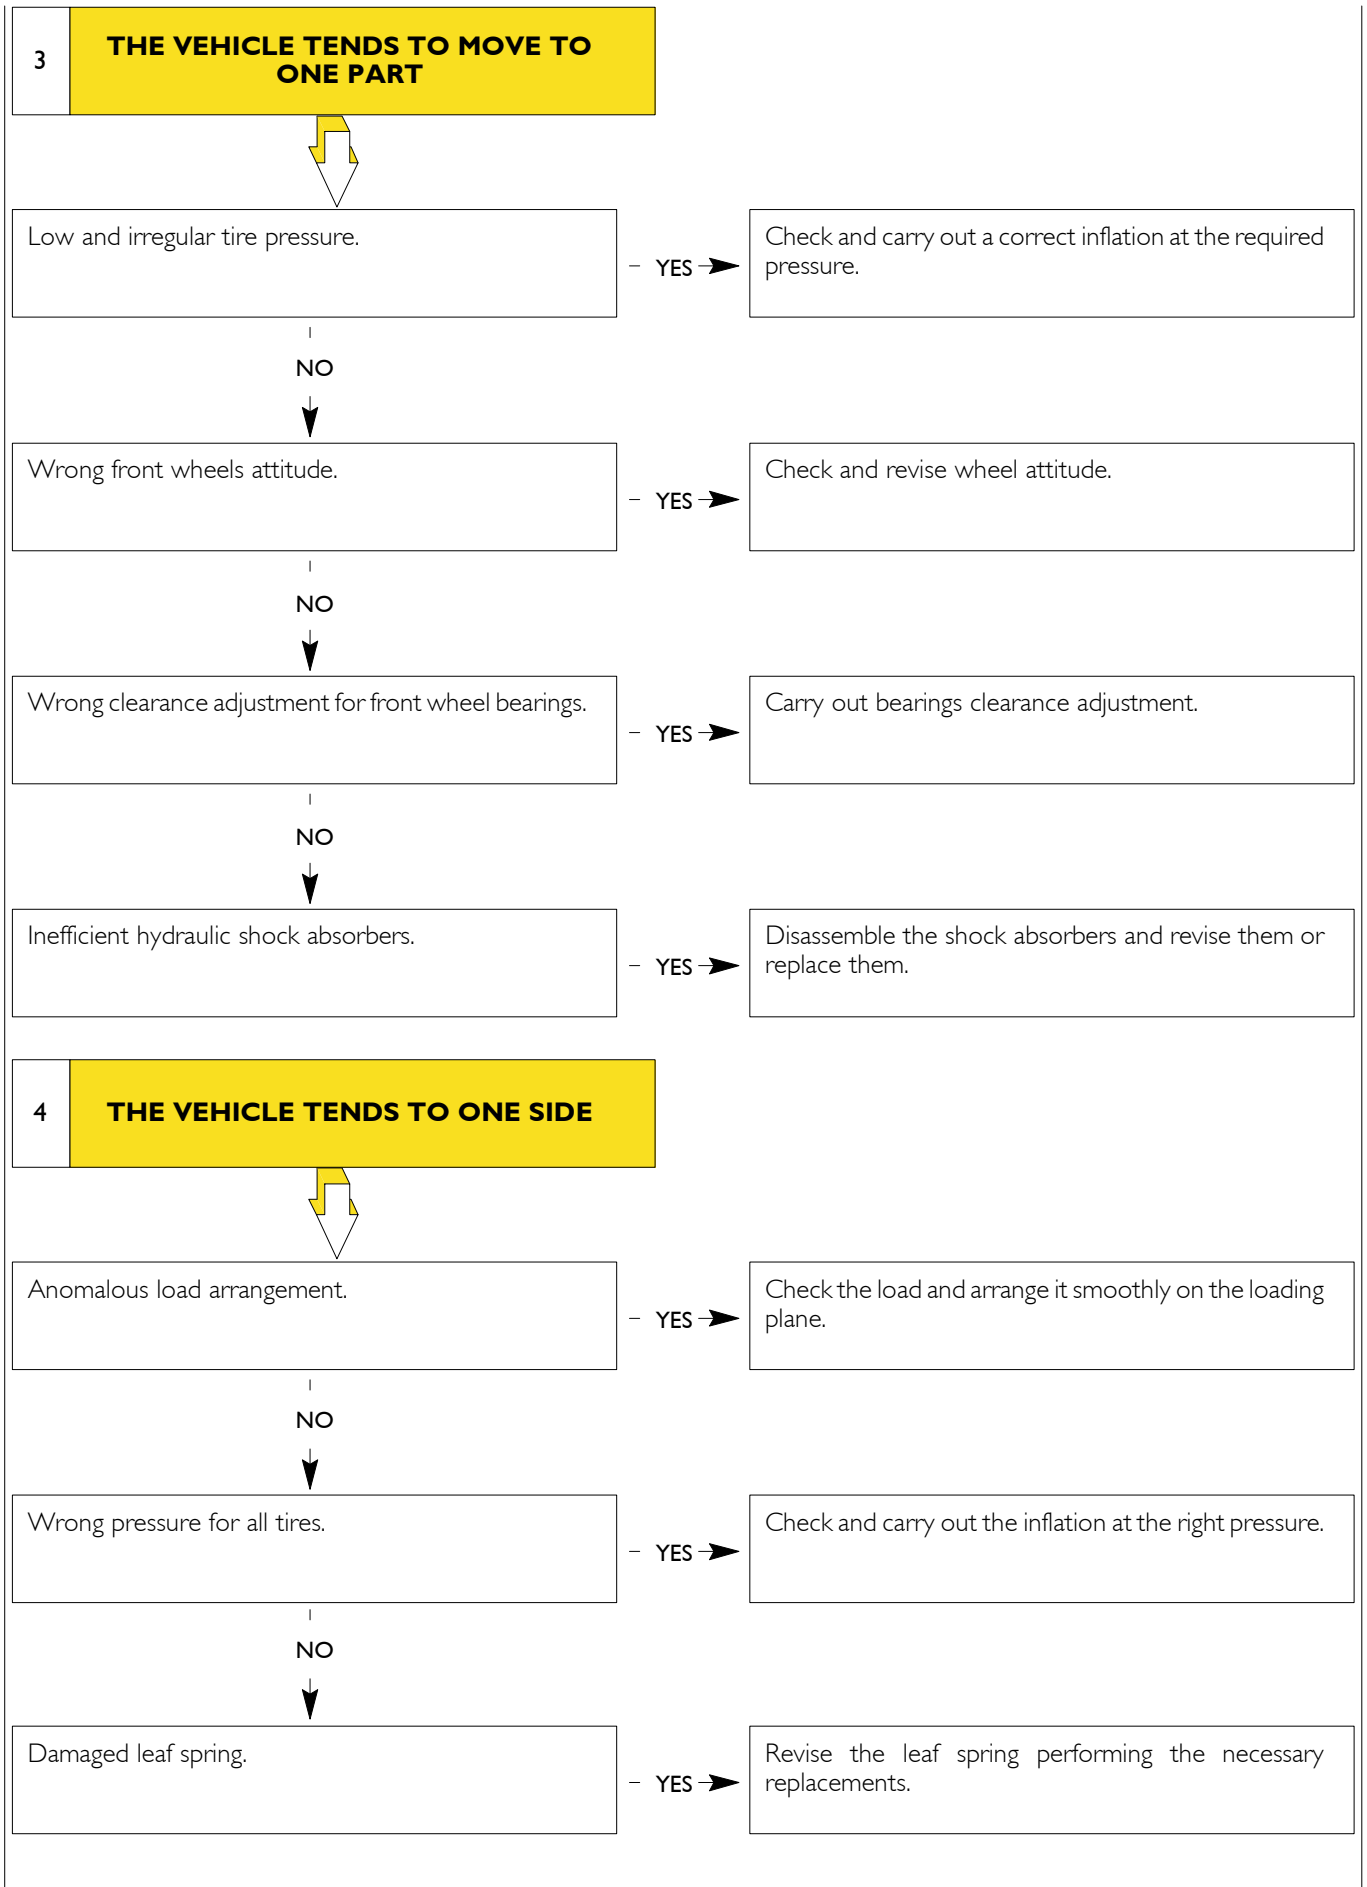 3
THE VEHICLE TENDS TO MOVE TO
ONE PART
Low and irregular tire pressure.
YES
Check and carry out a correct inflation at the required
pressure.
NO
Wrong front wheels attitude.
YES
Check and revise wheel attitude.
NO
Wrong clearance adjustment for front wheel bearings.
YES
Carry out bearings clearance adjustment.
NO
Inefficient hydraulic shock absorbers.
YES
Disassemble the shock absorbers and revise them or
replace them.
4
THE VEHICLE TENDS TO ONE SIDE
Anomalous load arrangement.
YES
Check the load and arrange it smoothly on the loading
plane.
NO
Wrong pressure for all tires.
YES
Check and carry out the inflation at the right pressure.
NO
Damaged leaf spring.
YES
Revise the leaf spring performing the necessary
replacements.